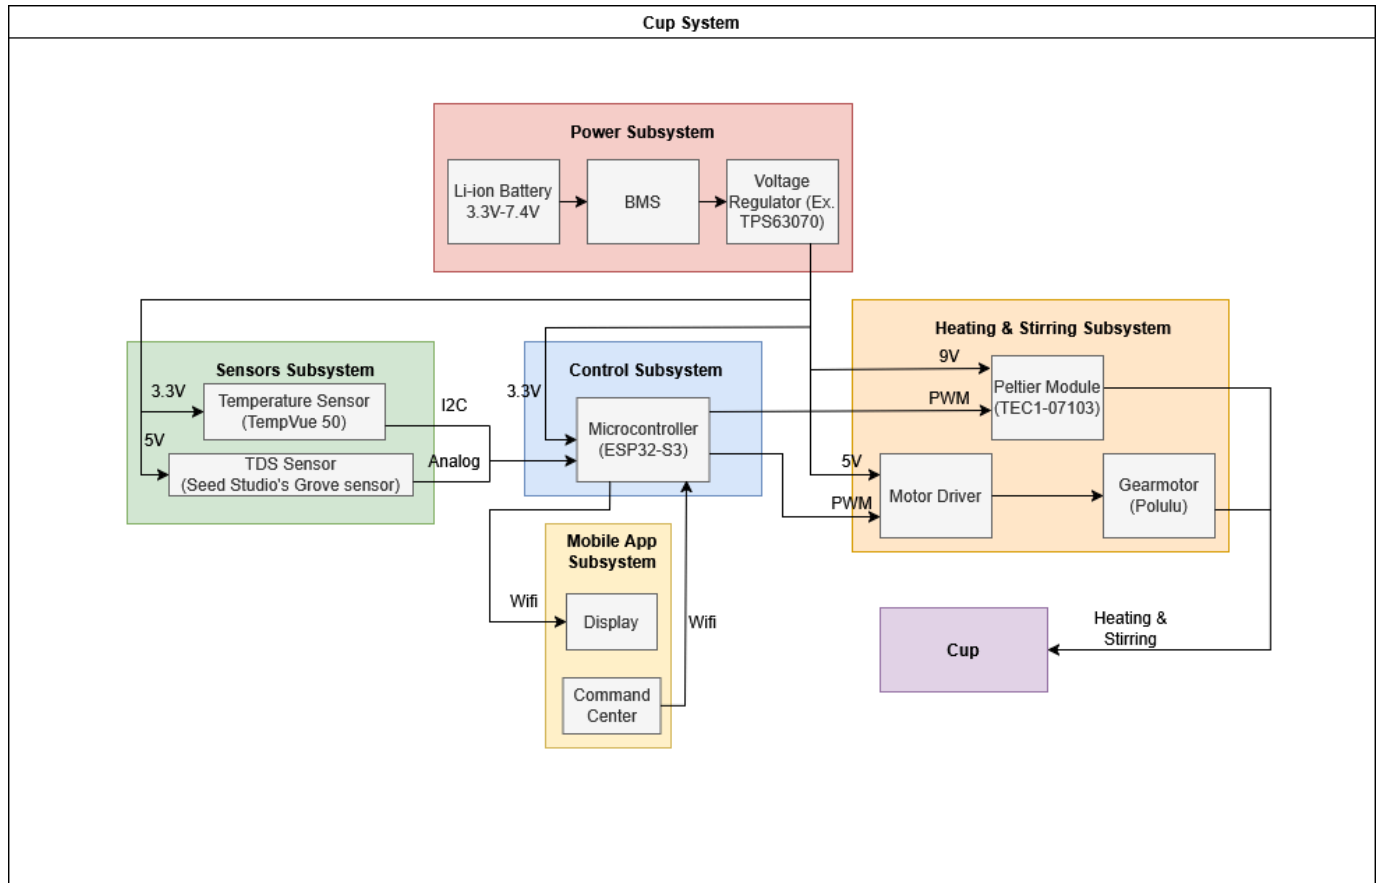 Cup System
Power Subsystem
Li-ion Battery
3.3V-7.4V
BMS
Voltage
Regulator (Ex.
TPS63070)
Sensors Subsystem
3.3V
Temperature Sensor
(TempVue 50)
I2C
5V
TDS Sensor
(Seed Studio's Grove sensor)
Analog
Control Subsystem
3.3V
Microcontroller
(ESP32-S3)
Heating & Stirring Subsystem
9V
Peltier Module
(TEC1-07103)
PWM
5V
Motor Driver
PWM
Gearmotor
(Polulu)
Mobile App
Subsystem
Wifi
Display
Wifi
Command
Center
Cup
Heating &
Stirring